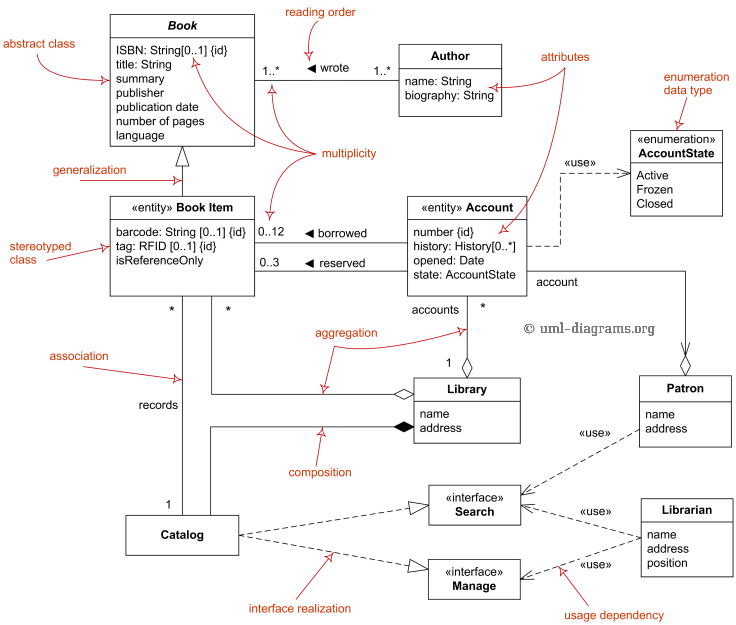 Book
ISBN: String[0..1] {id}
title: String
summary
publisher
publication date
number of pages
language
abstract class
reading order
1..*
◄ wrote
1..*
Author
name: String
biography: String
attributes
enumeration
data type
«enumeration»
AccountState
Active
Frozen
Closed
«use»
multiplicity
generalization
«entity» Book Item
barcode: String [0..1] {id}
tag: RFID [0..1] {id}
isReferenceOnly
stereotyped
class
0..12
◄ borrowed
0..3
◄ reserved
«entity» Account
number {id}
history: History[0..*]
opened: Date
state: AccountState
account
*
*
accounts
*
© uml-diagrams.org
aggregation
association
1
Library
name
address
Patron
name
address
records
«use»
composition
1
Catalog
«interface»
Search
«use»
Librarian
name
address
position
«interface»
Manage
«use»
interface realization
usage dependency